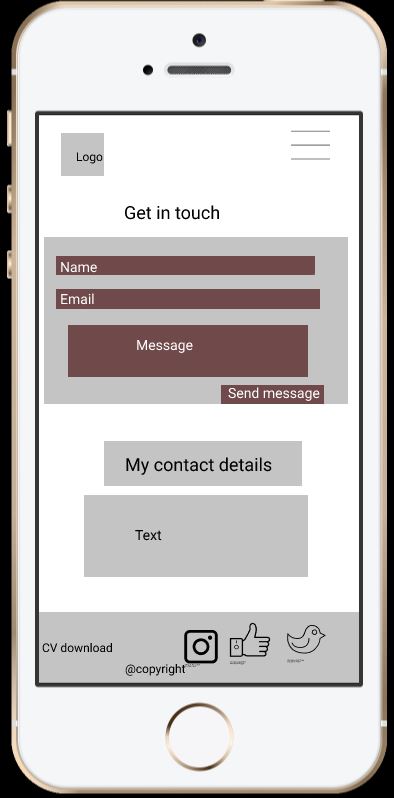 Logo
Get in touch
Name
Email
Message
Send message
My contact details
Text
CV download
@copyright